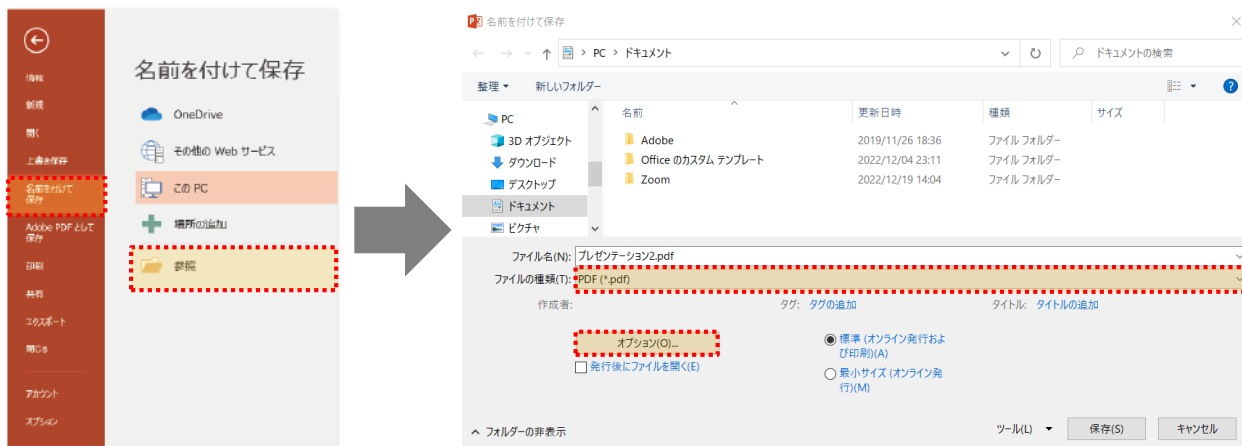 情報
新規
開く
上書き保存
名前を付けて
保存
Adobe PDF として
保存
印刷
共有
エクスポート
閉じる
アカウント
オプション
名前を付けて保存
OneDrive
その他の Web サービス
この PC
場所の追加
参照
名前を付けて保存
PC › ドキュメント
ドキュメントの検索
整理
新しいフォルダー
PC
3D オブジェクト
ダウンロード
デスクトップ
ドキュメント
ピクチャ
名前 更新日時 種類 サイズ
Adobe 2019/11/26 18:36 ファイル フォルダー
Office のカスタム テンプレート 2022/12/04 23:11 ファイル フォルダー
Zoom 2022/12/19 14:04 ファイル フォルダー
ファイル名(N): プレゼンテーション2.pdf
ファイルの種類(T): PDF (*.pdf)
作成者: タグ: タグの追加 タイトル: タイトルの追加
オプション(O)...
発行後にファイルを開く(E)
標準 (オンライン発行およ
び印刷)(A)
最小サイズ (オンライン発
行)(M)
フォルダーの非表示
ツール(L) 保存(S) キャンセル